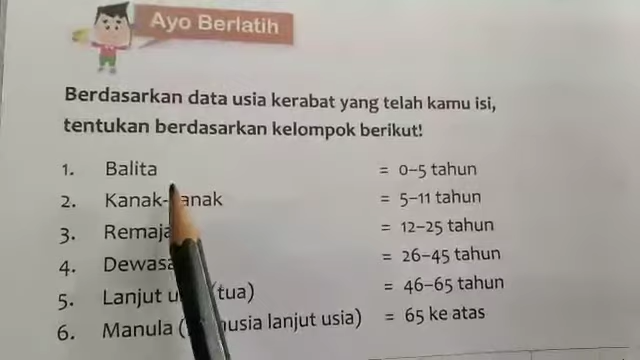 Ayo Berlatih
Berdasarkan data usia kerabat yang telah kamu isi,
tentukan berdasarkan kelompok berikut!
1. Balita = 0–5 tahun
2. Kanak- = 5–11 tahun
3. Remaja = 12–25 tahun
4. Dewasa = 26–45 tahun
5. Lanjut (tua) = 46–65 tahun
6. Manula ( lanjut usia) = 65 ke atas